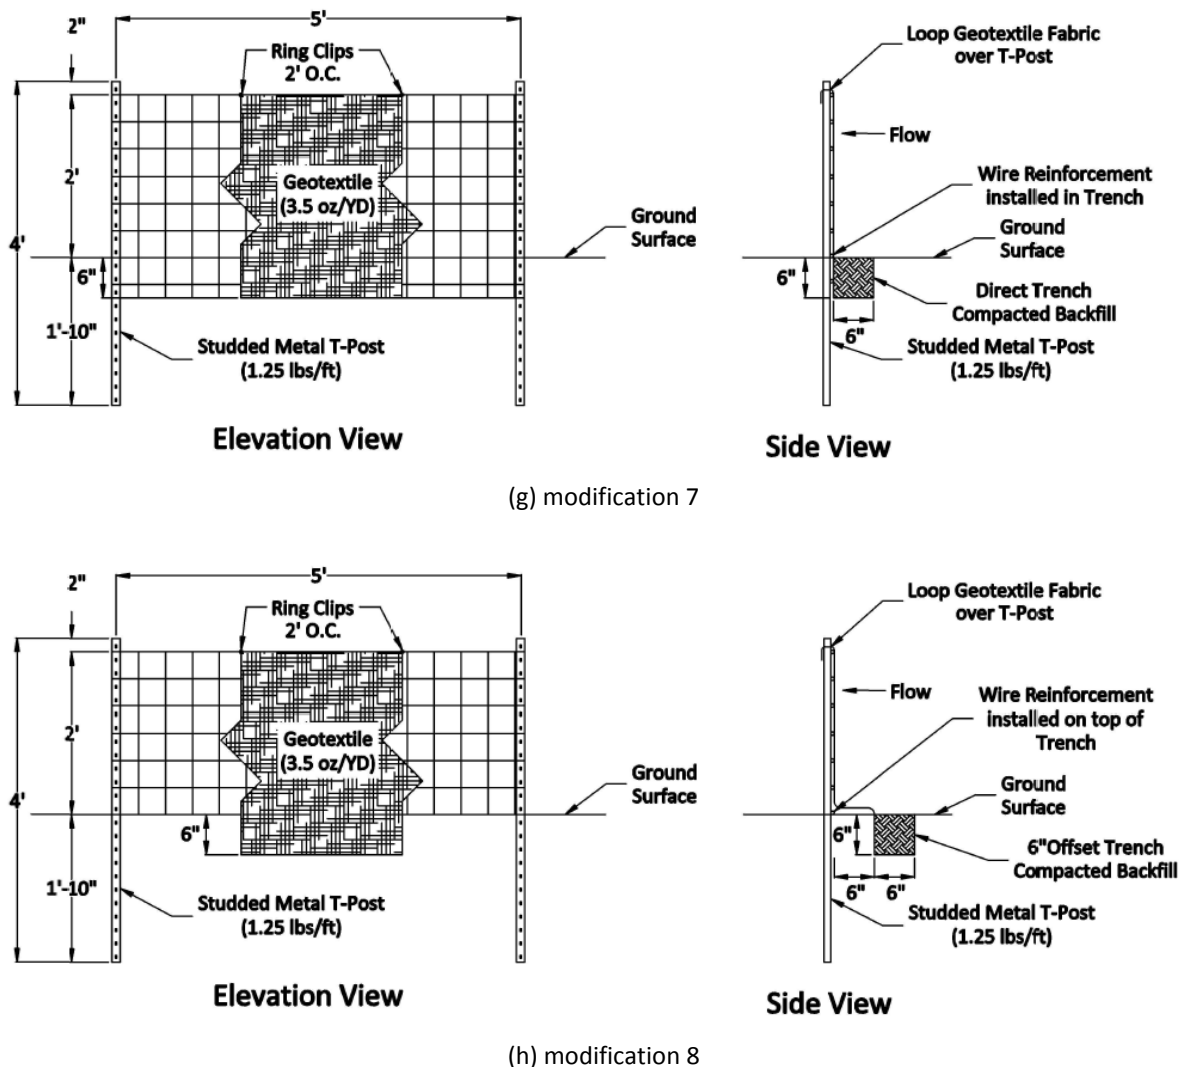 2"
5'
Ring Clips
2' O.C.
2'
Geotextile
(3.5 oz/YD)
4'
Ground
Surface
6"
1'-10"
Studded Metal T-Post
(1.25 lbs/ft)
Elevation View
Loop Geotextile Fabric
over T-Post
Flow
Wire Reinforcement
installed in Trench
Ground
Surface
6"
Direct Trench
Compacted Backfill
6"
Studded Metal T-Post
(1.25 lbs/ft)
Side View
(g) modification 7
2"
5'
Ring Clips
2' O.C.
2'
Geotextile
(3.5 oz/YD)
4'
Ground
Surface
6"
1'-10"
Studded Metal T-Post
(1.25 lbs/ft)
Elevation View
Loop Geotextile Fabric
over T-Post
Flow
Wire Reinforcement
installed on top of
Trench
Ground
Surface
6"
6"Offset Trench
Compacted Backfill
6" 6"
Studded Metal T-Post
(1.25 lbs/ft)
Side View
(h) modification 8